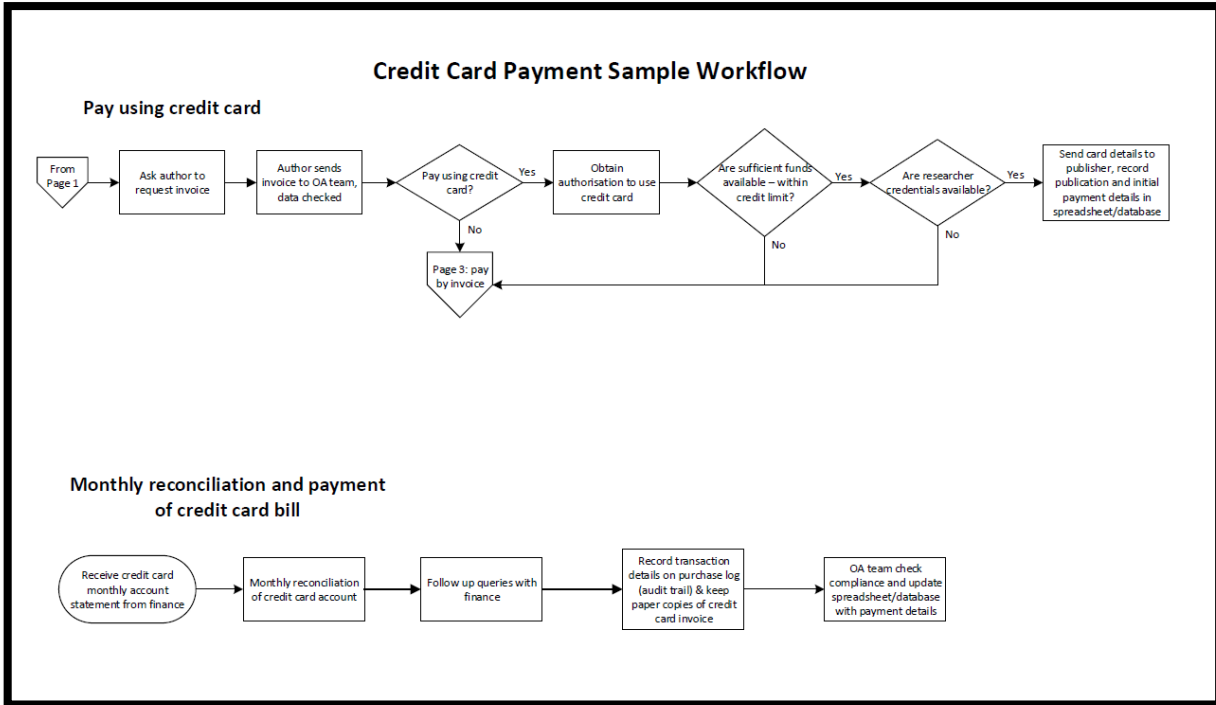 Credit Card Payment Sample Workflow
Pay using credit card
From
Page 1
Ask author to
request invoice
Author sends
invoice to OA team,
data checked
Pay using credit
card?
Yes
No
Obtain
authorisation to use
credit card
Are sufficient funds
available – within
credit limit?
Yes
No
Are researcher
credentials available?
Yes
No
Send card details to
publisher, record
publication and initial
payment details in
spreadsheet/database
Page 3: pay
by invoice
Monthly reconciliation and payment
of credit card bill
Receive credit card
monthly account
statement from finance
Monthly reconciliation
of credit card account
Follow up queries with
finance
Record transaction
details on purchase log
(audit trail) & keep
paper copies of credit
card invoice
OA team check
compliance and update
spreadsheet/database
with payment details